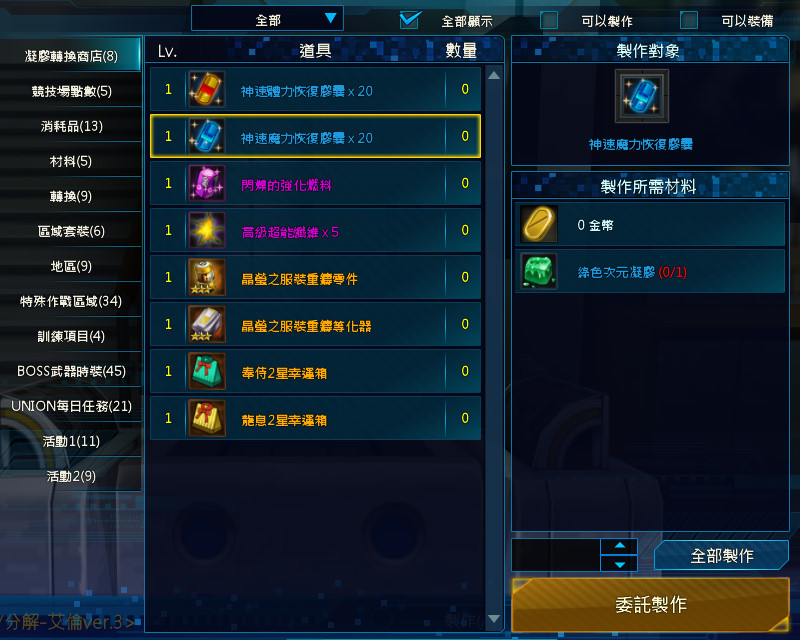 全部
全部顯示
可以製作
可以裝備
凝膠轉換商店(8)
競技場點數(5)
消耗品(13)
材料(5)
轉換(9)
區域套裝(6)
地區(9)
特殊作戰區域(34)
訓練項目(4)
BOSS武器時裝(45)
UNION每日任務(21)
活動1(11)
活動2(9)
Lv. 道具 數量
1 神速體力恢復膠囊 x 20 0
1 神速魔力恢復膠囊 x 20 0
1 閃爍的強化燃料 0
1 高級超能纖維 x 5 0
1 晶瑩之服裝重鑄零件 0
1 晶瑩之服裝重鑄等化器 0
1 奉侍2星幸運箱 0
1 龍息2星幸運箱 0
製作對象
神速魔力恢復膠囊
製作所需材料
0 金幣
綠色次元凝膠 (0/1)
全部製作
委託製作
/分解-艾倫ver.3>